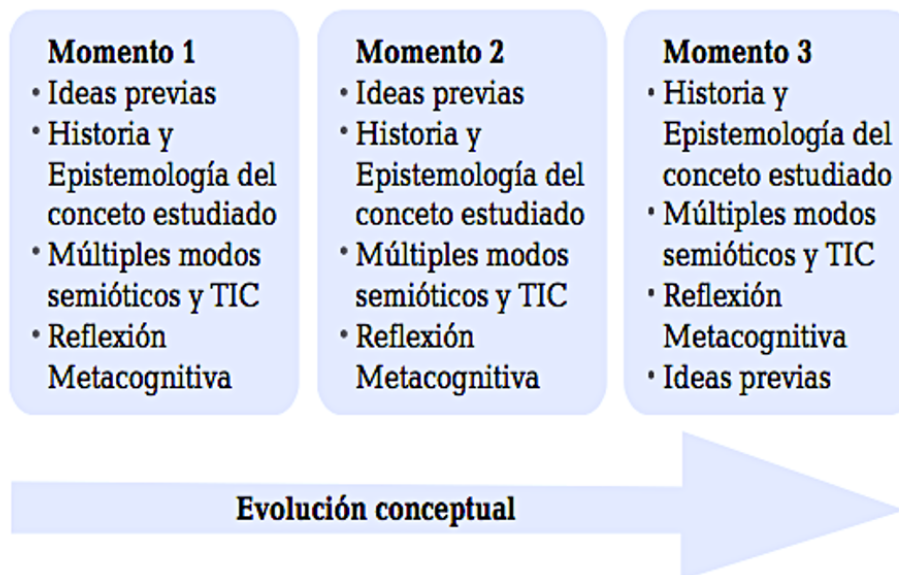 Momento 1
• Ideas previas
• Historia y
Epistemología del
conceto estudiado
• Múltiples modos
semióticos y TIC
• Reflexión
Metacognitiva
Momento 2
• Ideas previas
• Historia y
Epistemología del
conceto estudiado
• Múltiples modos
semióticos y TIC
• Reflexión
Metacognitiva
Momento 3
• Historia y
Epistemología del
conceto estudiado
• Múltiples modos
semióticos y TIC
• Reflexión
Metacognitiva
• Ideas previas
Evolución conceptual